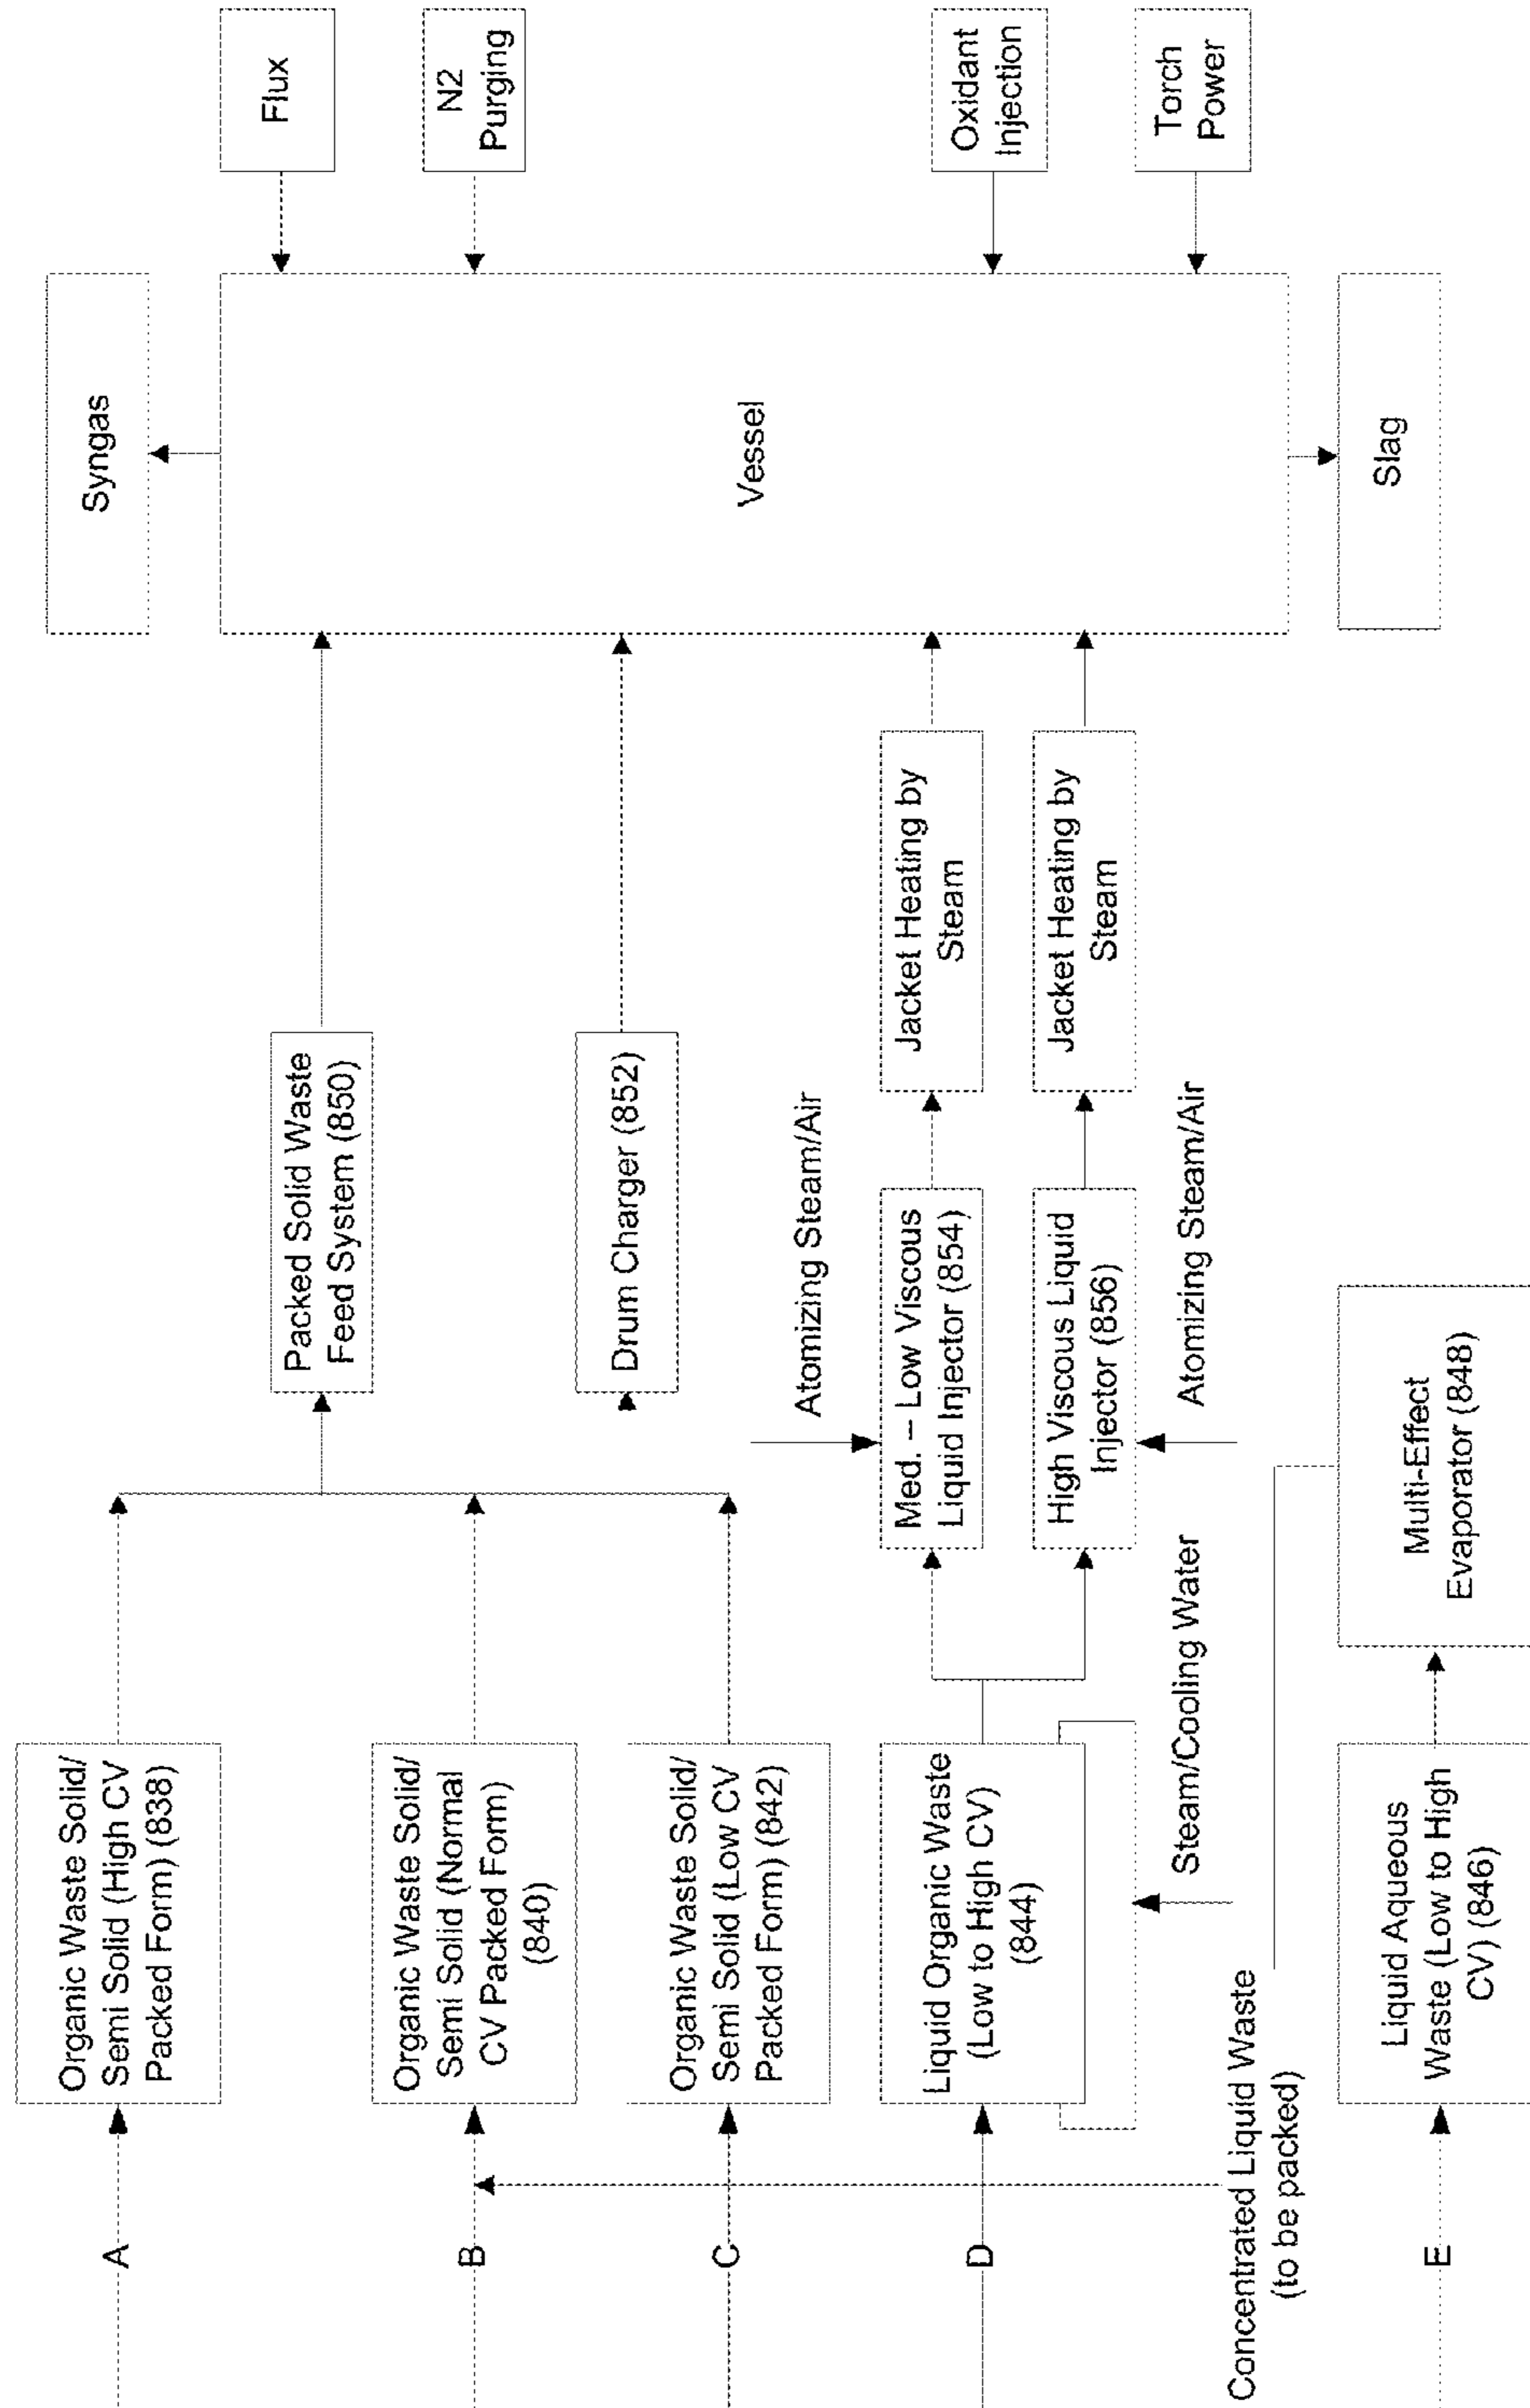 A
Organic Waste Solid/
Semi Solid (High CV
Packed Form) (838)
B
Organic Waste Solid/
Semi Solid (Normal
CV Packed Form)
(840)
C
Organic Waste Solid/
Semi Solid (Low CV
Packed Form) (842)
D
Liquid Organic Waste
(Low to High CV)
(844)
Steam/Cooling Water
Concentrated Liquid Waste
(to be packed)
E
Liquid Aqueous
Waste (Low to High
CV) (846)
Multi-Effect
Evaporator (848)
Packed Solid Waste
Feed System (850)
Drum Charger (852)
Atomizing Steam/Air
Med. – Low Viscous
Liquid Injector (854)
High Viscous Liquid
Injector (856)
Atomizing Steam/Air
Jacket Heating by
Steam
Jacket Heating by
Steam
Syngas
Vessel
Slag
Flux
N2
Purging
Oxidant
Injection
Torch
Power